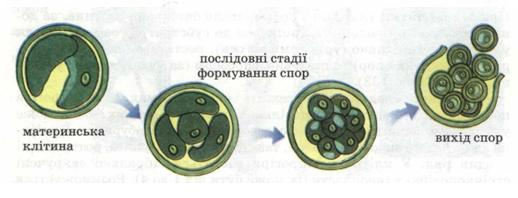 послідовні стадії
формування спор
материнська
клітина
вихід спор